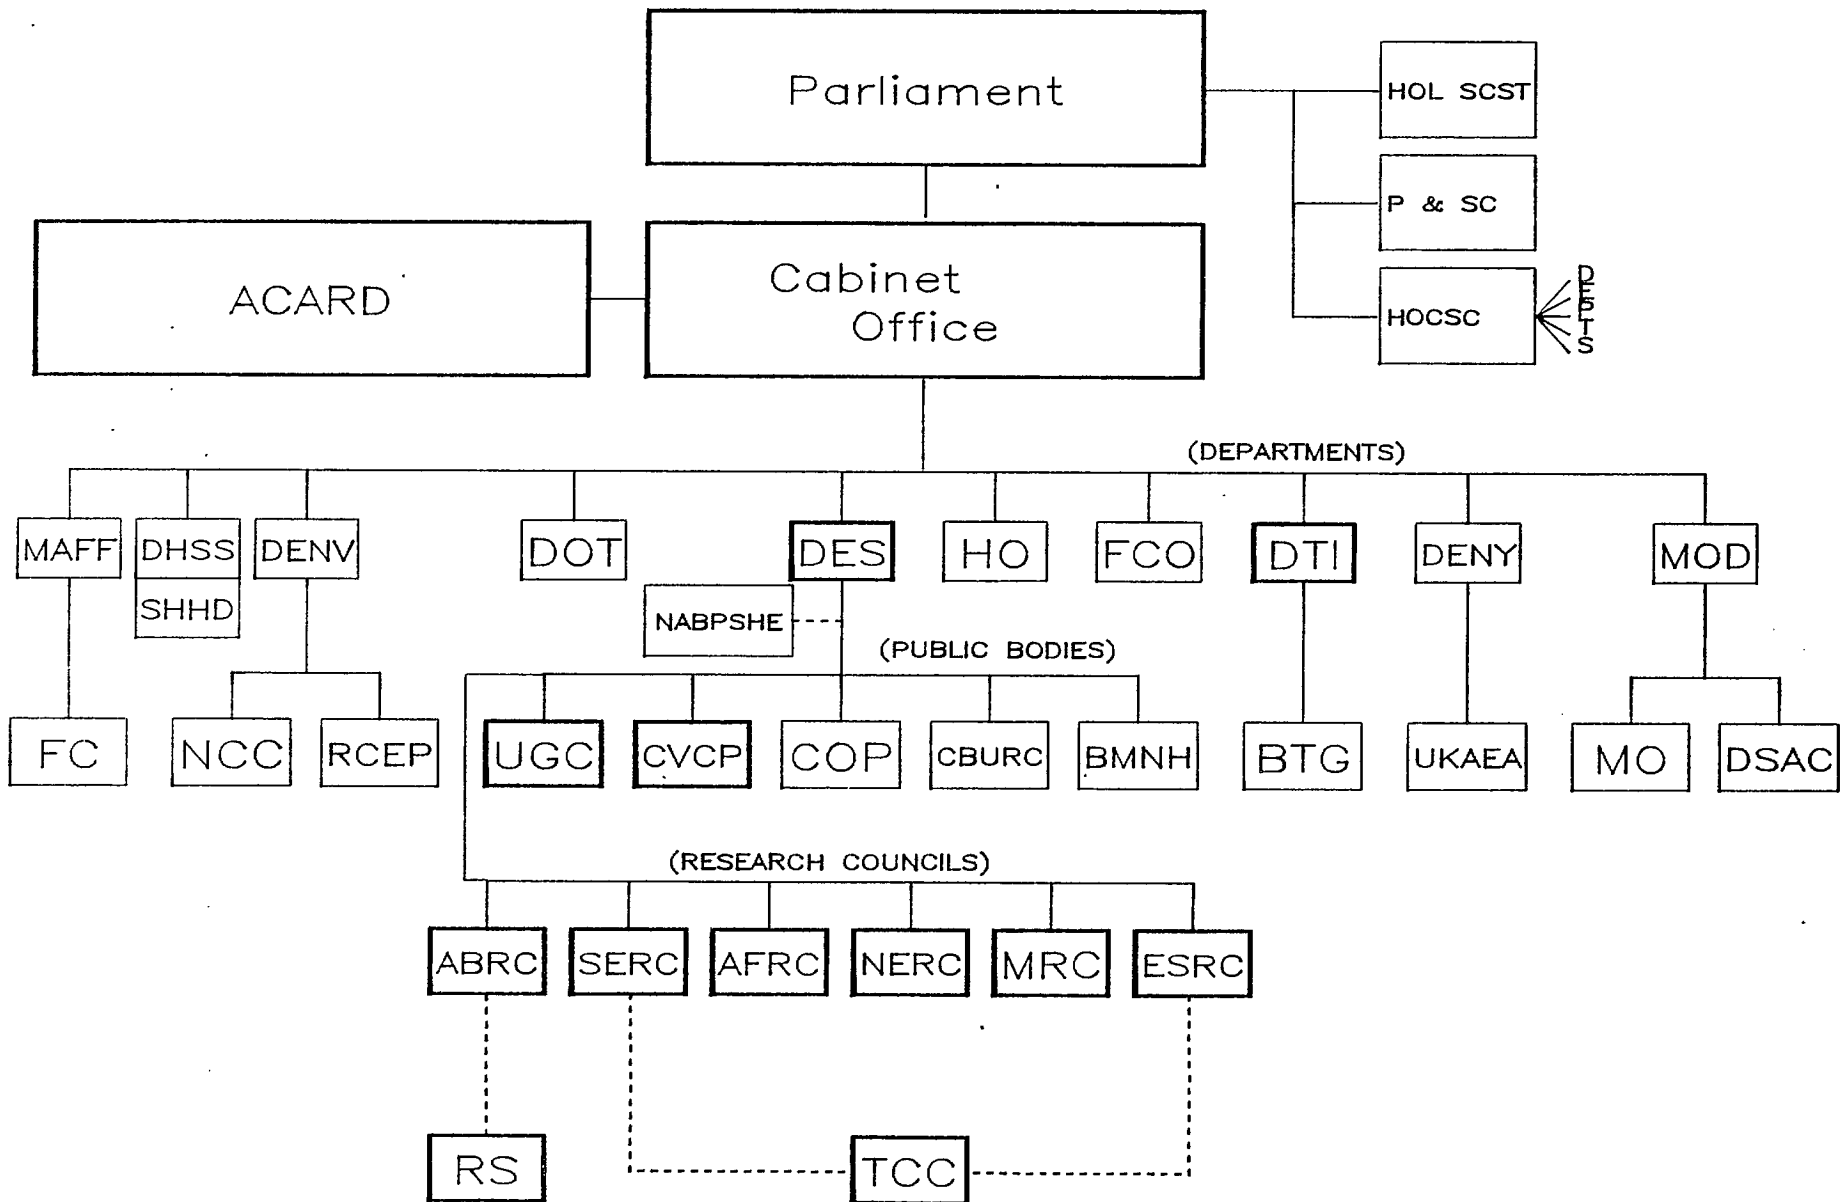 Parliament
HOL SCST
P & SC
ACARD
Cabinet
Office
HOCSC
DEPTS
(DEPARTMENTS)
MAFF
DHSS
DENV
DOT
DES
HO
FCO
DTI
DENY
MOD
SHHD
NABPSHE
(PUBLIC BODIES)
FC
NCC
RCEP
UGC
CVCP
COP
CBURC
BMNH
BTG
UKAEA
MO
DSAC
(RESEARCH COUNCILS)
ABRC
SERC
AFRC
NERC
MRC
ESRC
RS
TCC